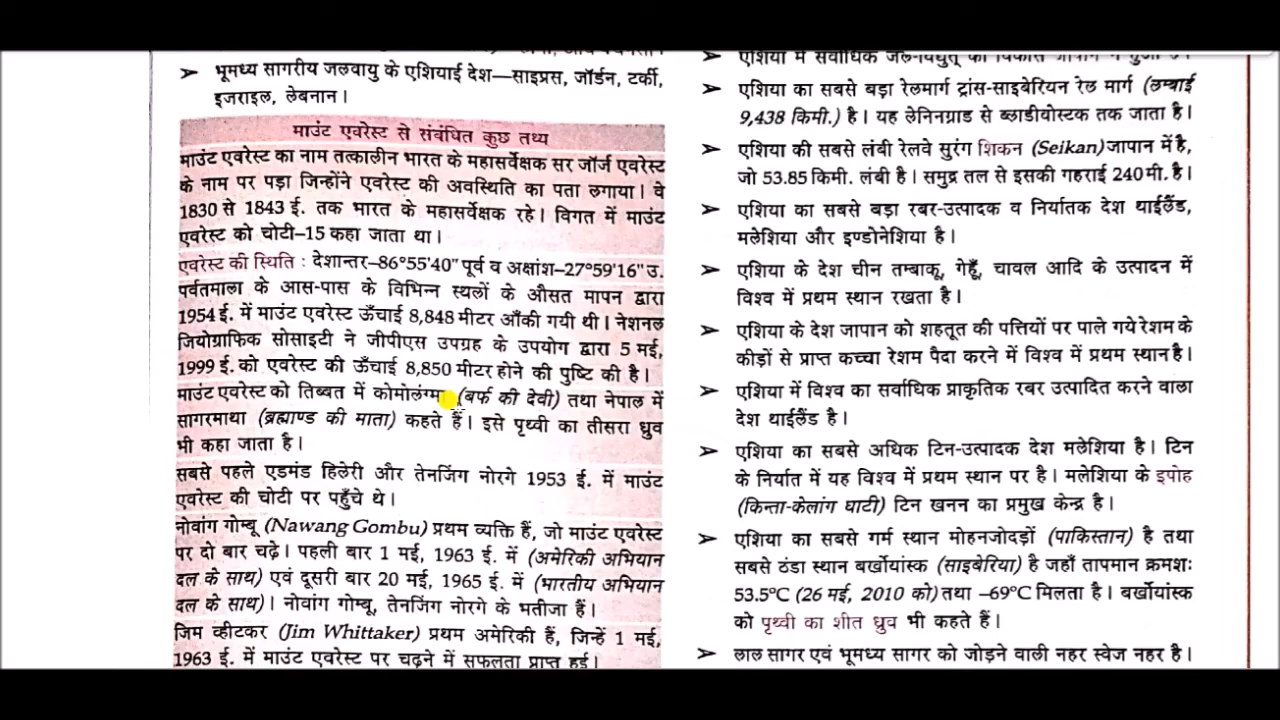 ➤ भूमध्य सागरीय जलवायु के एशियाई देश—साइप्रस, जॉर्डन, टर्की,
इजराइल, लेबनान।
माउंट एवरेस्ट से संबंधित कुछ तथ्य
माउंट एवरेस्ट का नाम तत्कालीन भारत के महासर्वेक्षक सर जॉर्ज एवरेस्ट
के नाम पर पड़ा जिन्होंने एवरेस्ट की अवस्थिति का पता लगाया। वे
1830 से 1843 ई. तक भारत के महासर्वेक्षक रहे। विगत में माउंट
एवरेस्ट को चोटी–15 कहा जाता था।
एवरेस्ट की स्थिति : देशान्तर–86°55'40" पूर्व व अक्षांश–27°59'16" उ.
पर्वतमाला के आस-पास के विभिन्न स्थलों के औसत मापन द्वारा
1954 ई. में माउंट एवरेस्ट ऊँचाई 8,848 मीटर आँकी गयी थी। नेशनल
जियोग्राफिक सोसाइटी ने जीपीएस उपग्रह के उपयोग द्वारा 5 मई,
1999 ई. को एवरेस्ट की ऊँचाई 8,850 मीटर होने की पुष्टि की है।
माउंट एवरेस्ट को तिब्बत में कोमोलंग्मा (बर्फ की देवी) तथा नेपाल में
सागरमाथा (ब्रह्माण्ड की माता) कहते हैं। इसे पृथ्वी का तीसरा ध्रुव
भी कहा जाता है।
सबसे पहले एडमंड हिलेरी और तेनजिंग नोरगे 1953 ई. में माउंट
एवरेस्ट की चोटी पर पहुँचे थे।
नोवांग गोम्बू (Nawang Gombu) प्रथम व्यक्ति हैं, जो माउंट एवरेस्ट
पर दो बार चढ़े। पहली बार 1 मई, 1963 ई. में (अमेरिकी अभियान
दल के साथ) एवं दूसरी बार 20 मई, 1965 ई. में (भारतीय अभियान
दल के साथ)। नोवांग गोम्बू, तेनजिंग नोरगे के भतीजा हैं।
जिम व्हीटकर (Jim Whittaker) प्रथम अमेरिकी हैं, जिन्हें 1 मई,
1963 ई. में माउंट एवरेस्ट पर चढ़ने में सफलता प्राप्त हुई।
एशिया में सर्वाधिक जल-विद्युत् का विकास जापान में हुआ है।
➤ एशिया का सबसे बड़ा रेलमार्ग ट्रांस-साइबेरियन रेल मार्ग (लम्बाई
9,438 किमी.) है। यह लेनिनग्राड से ब्लाडीवोस्टक तक जाता है।
➤ एशिया की सबसे लंबी रेलवे सुरंग शिकन (Seikan) जापान में है,
जो 53.85 किमी. लंबी है। समुद्र तल से इसकी गहराई 240 मी. है।
➤ एशिया का सबसे बड़ा रबर-उत्पादक व निर्यातक देश थाईलैंड,
मलेशिया और इण्डोनेशिया है।
➤ एशिया के देश चीन तम्बाकू, गेहूँ, चावल आदि के उत्पादन में
विश्व में प्रथम स्थान रखता है।
➤ एशिया के देश जापान को शहतूत की पत्तियों पर पाले गये रेशम के
कीड़ों से प्राप्त कच्चा रेशम पैदा करने में विश्व में प्रथम स्थान है।
➤ एशिया में विश्व का सर्वाधिक प्राकृतिक रबर उत्पादित करने वाला
देश थाईलैंड है।
➤ एशिया का सबसे अधिक टिन-उत्पादक देश मलेशिया है। टिन
के निर्यात में यह विश्व में प्रथम स्थान पर है। मलेशिया के इपोह
(किन्ता-केलांग घाटी) टिन खनन का प्रमुख केन्द्र है।
➤ एशिया का सबसे गर्म स्थान मोहनजोदड़ों (पाकिस्तान) है तथा
सबसे ठंडा स्थान बर्खोयांस्क (साइबेरिया) है जहाँ तापमान क्रमशः
53.5°C (26 मई, 2010 को) तथा –69°C मिलता है। बर्खोयांस्क
को पृथ्वी का शीत ध्रुव भी कहते हैं।
➤ लाल सागर एवं भूमध्य सागर को जोड़ने वाली नहर स्वेज नहर है।